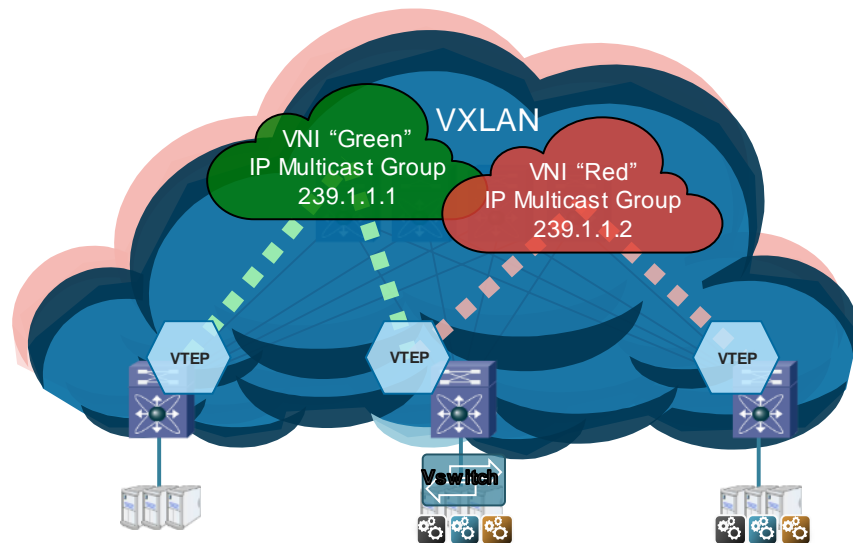 VXLAN
VNI “Green”
IP Multicast Group
239.1.1.1
VNI “Red”
IP Multicast Group
239.1.1.2
VTEP
VTEP
VTEP
Vswitch